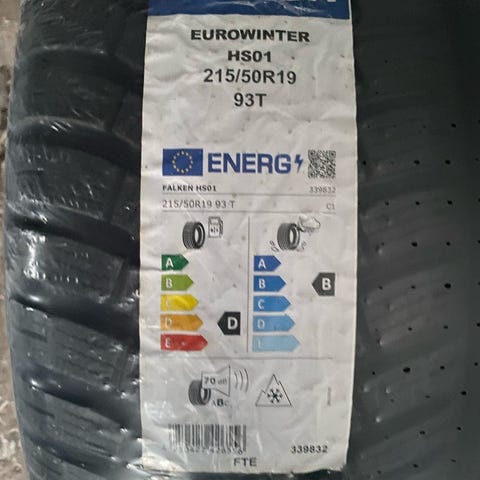 EUROWINTER
HS01
215/50R19
93T
ENERG
FALKEN HS01 339832
215/50R19 93 T C1
A A
B B B
C C
D D D
E E
70 dB
ABC
339832
FTE